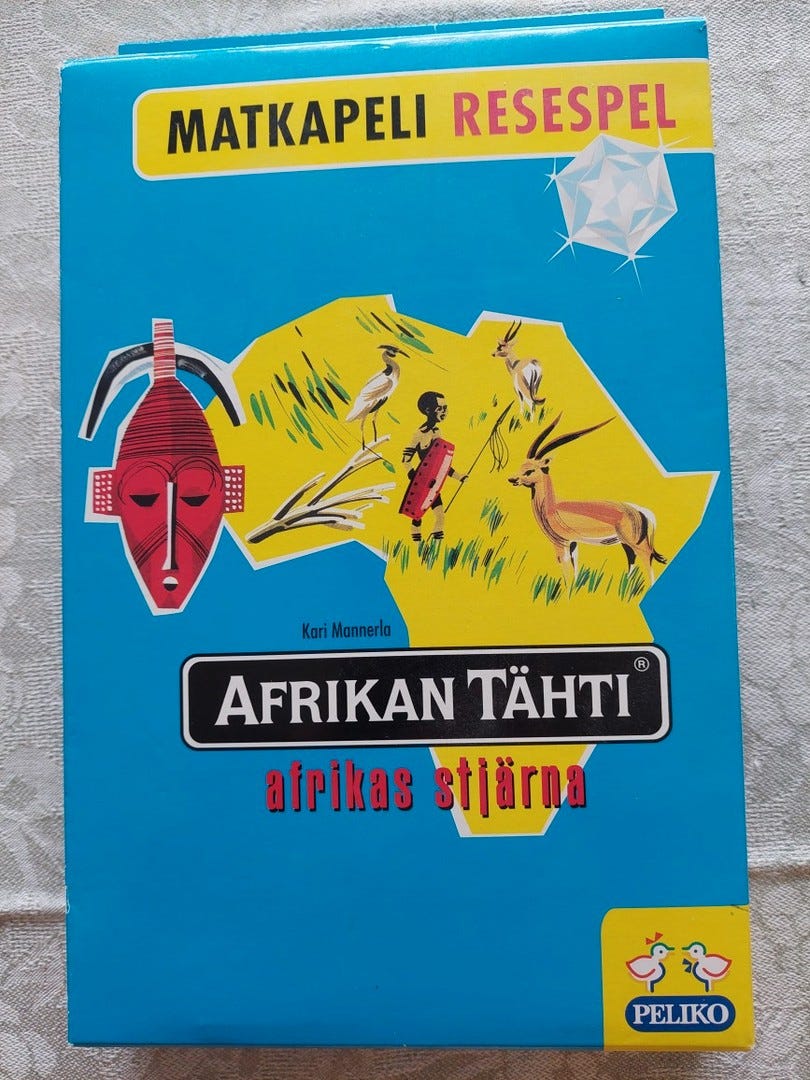 MATKAPELI RESESPEL
Kari Mannerla
AFRIKAN TÄHTI ®
afrikas stjärna
PELIKO